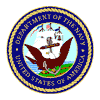 DEPARTMENT OF THE NAVY
UNITED STATES OF AMERICA